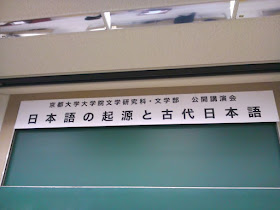 京都大学大学院文学研究科・文学部　公開講演会
日本語の起源と古代日本語